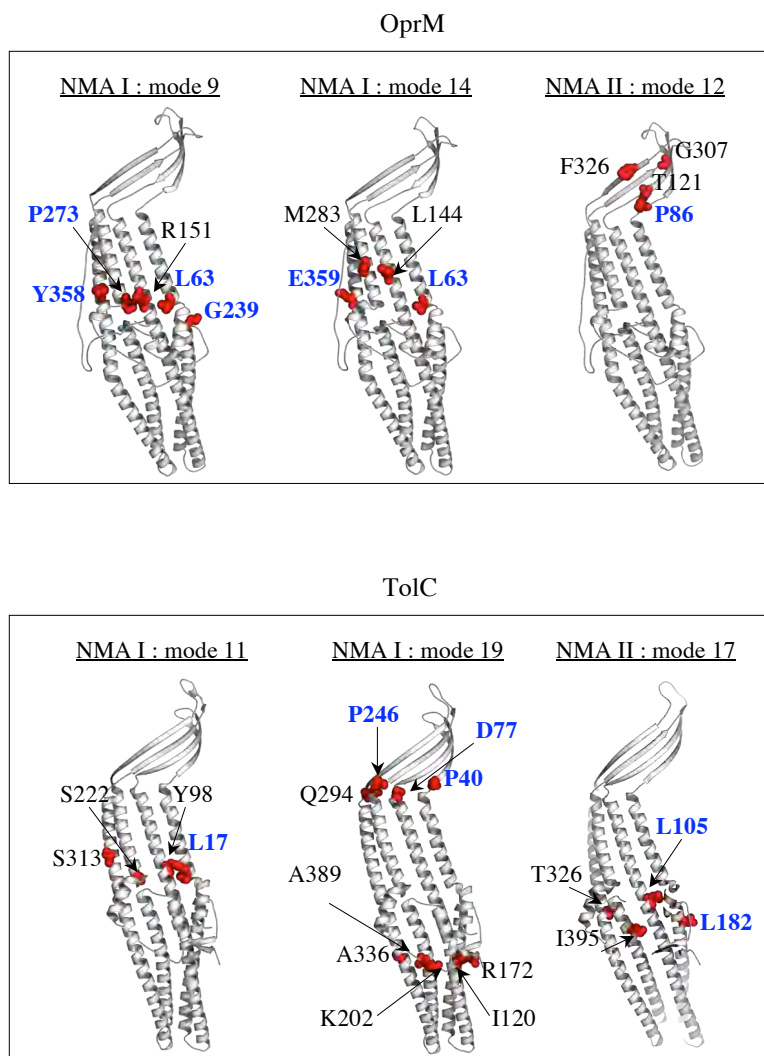 OprM
NMA I : mode 9
NMA I : mode 14
NMA II : mode 12
P273
R151
L63
Y358
G239
M283
L144
E359
L63
F326
G307
T121
P86
TolC
NMA I : mode 11
NMA I : mode 19
NMA II : mode 17
S222
Y98
L17
S313
P246
D77
P40
Q294
A389
A336
R172
K202
I120
L105
T326
L182
I395